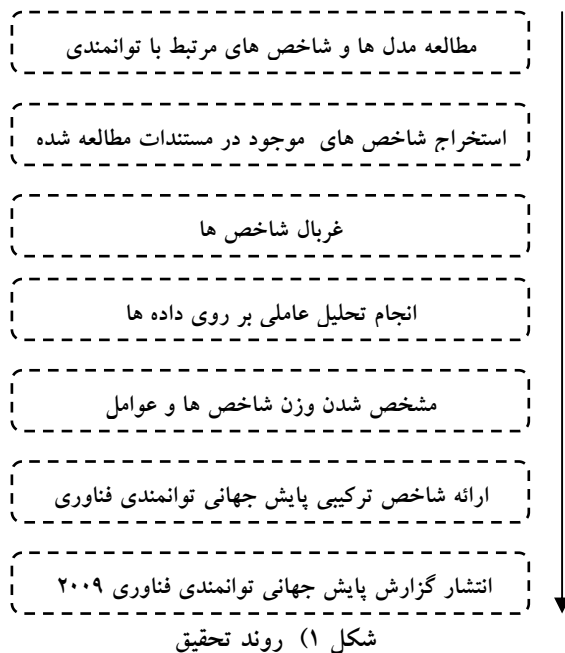 مطالعه مدل ها و شاخص های مرتبط با توانمندی
استخراج شاخص های موجود در مستندات مطالعه شده
غربال شاخص ها
انجام تحلیل عاملی بر روی داده ها
مشخص شدن وزن شاخص ها و عوامل
ارائه شاخص ترکیبی پایش جهانی توانمندی فناوری
انتشار گزارش پایش جهانی توانمندی فناوری ۲۰۰۹
شکل ۱) روند تحقیق